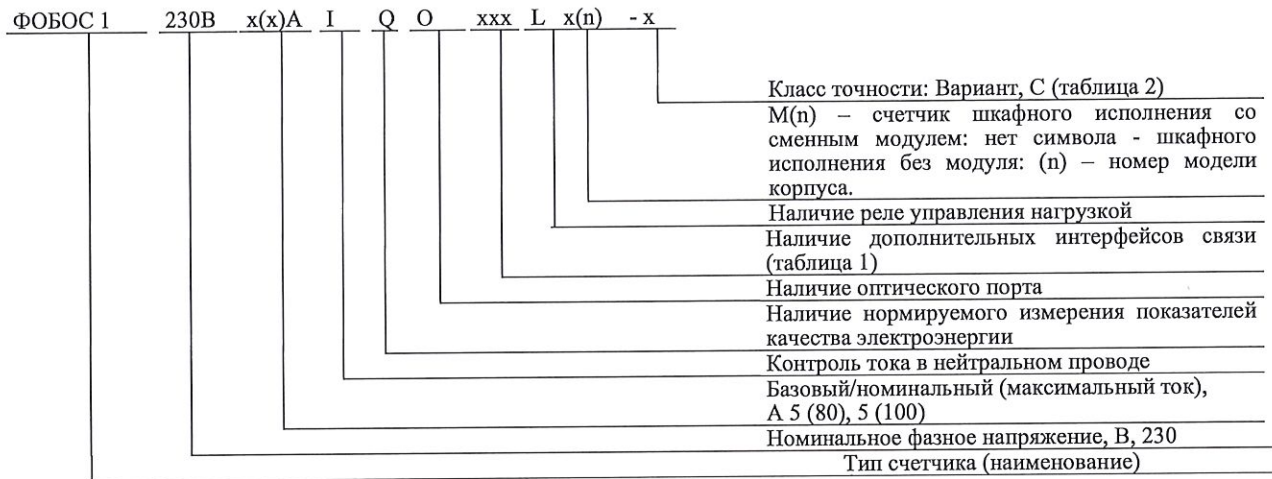 ФОБОС 1 230В х(х)А I Q O xxx L х(n) - х
Класс точности: Вариант, С (таблица 2)
М(n) – счетчик шкафного исполнения со
сменным модулем: нет символа - шкафного
исполнения без модуля: (n) – номер модели
корпуса.
Наличие реле управления нагрузкой
Наличие дополнительных интерфейсов связи
(таблица 1)
Наличие оптического порта
Наличие нормируемого измерения показателей
качества электроэнергии
Контроль тока в нейтральном проводе
Базовый/номинальный (максимальный ток),
А 5 (80), 5 (100)
Номинальное фазное напряжение, В, 230
Тип счетчика (наименование)